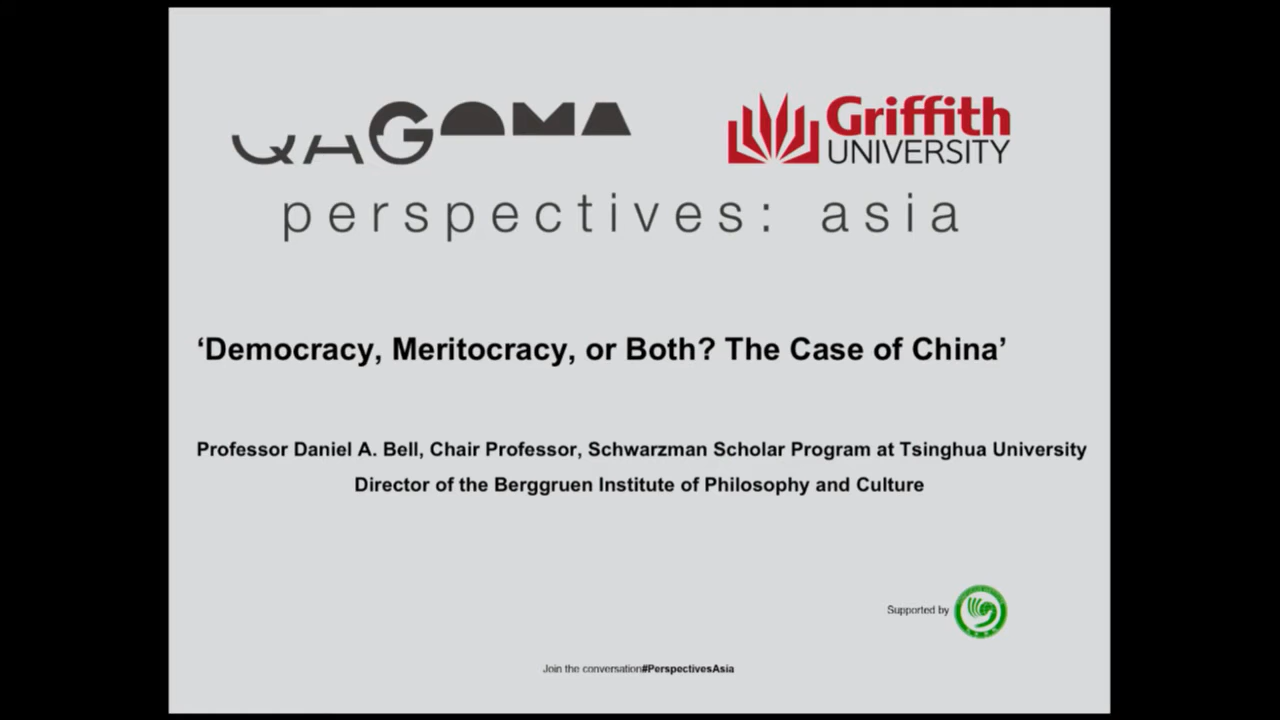 QAGOMA
Griffith
UNIVERSITY
perspectives: asia
‘Democracy, Meritocracy, or Both? The Case of China’
Professor Daniel A. Bell, Chair Professor, Schwarzman Scholar Program at Tsinghua University
Director of the Berggruen Institute of Philosophy and Culture
Supported by
Join the conversation#PerspectivesAsia